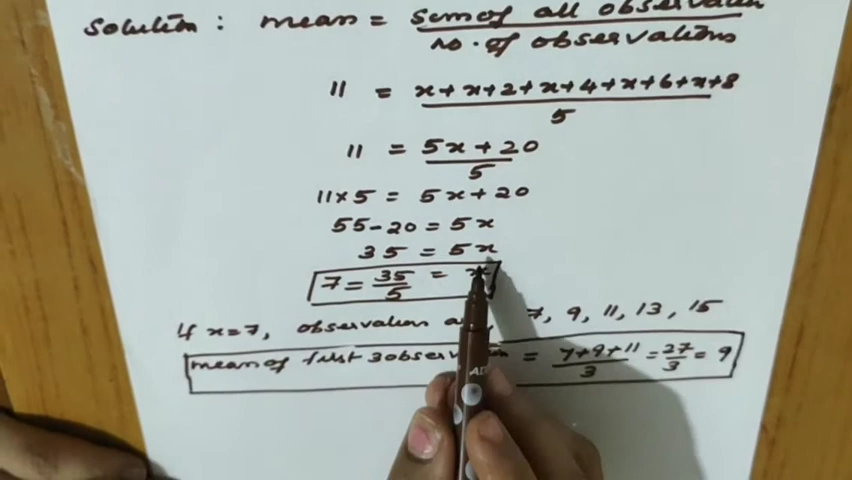 Solution : mean = sum of all observation
no. of observations
11 = x + x+2 + x+4 + x+6 + x+8
5
11 = 5x + 20
5
11×5 = 5x + 20
55-20 = 5x
35 = 5x
7 = 35/5 = x
If x=7, observation 7, 9, 11, 13, 15
mean of first 3 observation = 7+9+11/3 = 27/3 = 9